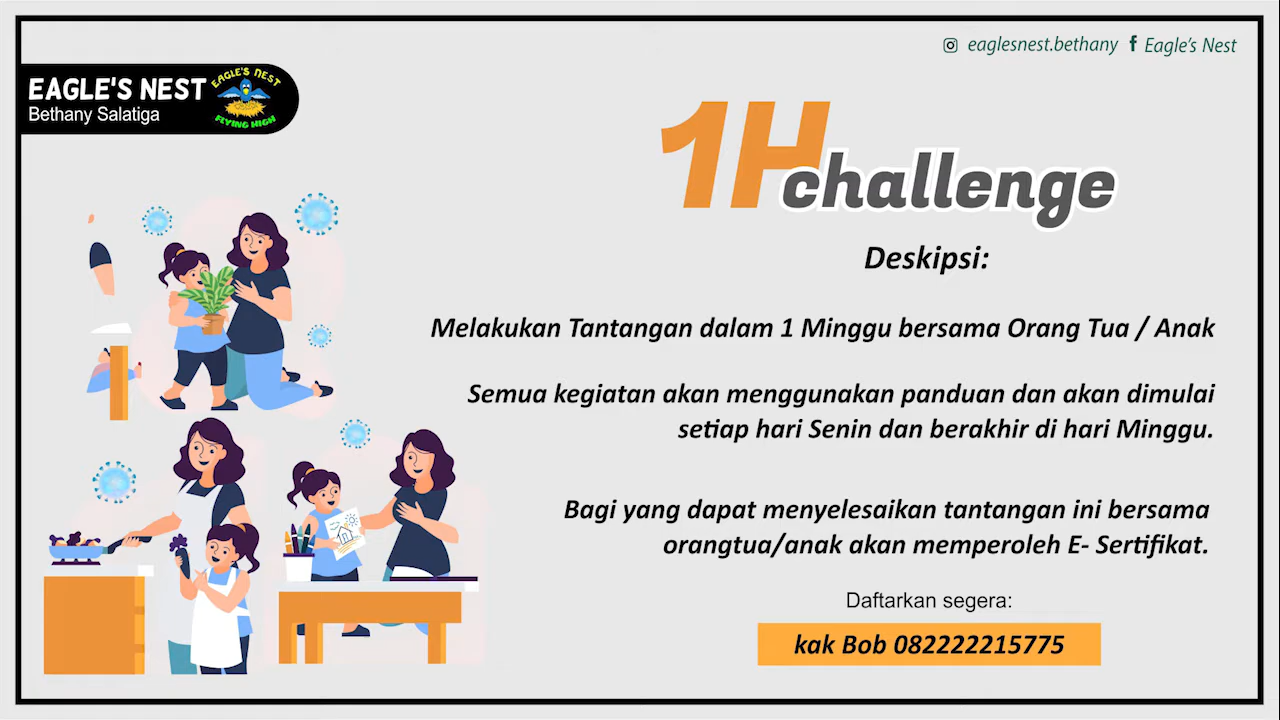 eaglesnest.bethany f Eagle's Nest
EAGLE'S NEST
Bethany Salatiga
EAGLE'S NEST
FLYING HIGH
1H
challenge
Deskipsi:
Melakukan Tantangan dalam 1 Minggu bersama Orang Tua / Anak
Semua kegiatan akan menggunakan panduan dan akan dimulai
setiap hari Senin dan berakhir di hari Minggu.
Bagi yang dapat menyelesaikan tantangan ini bersama
orangtua/anak akan memperoleh E- Sertifikat.
Daftarkan segera:
kak Bob 082222215775